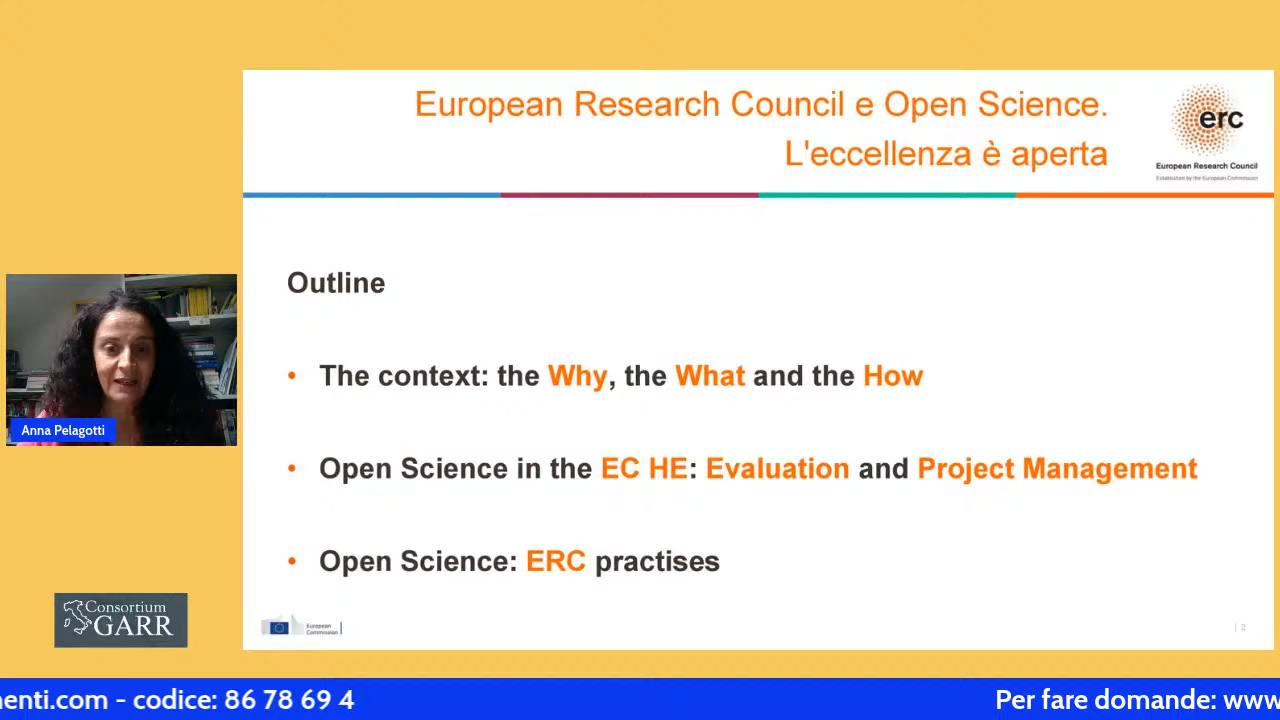 European Research Council e Open Science.
L'eccellenza è aperta
erc
European Research Council
Established by the European Commission
Outline
• The context: the Why, the What and the How
• Open Science in the EC HE: Evaluation and Project Management
• Open Science: ERC practises
Anna Pelagotti
Consortium
GARR
European
Commission
| 2
enti.com - codice: 86 78 69 4
Per fare domande: www